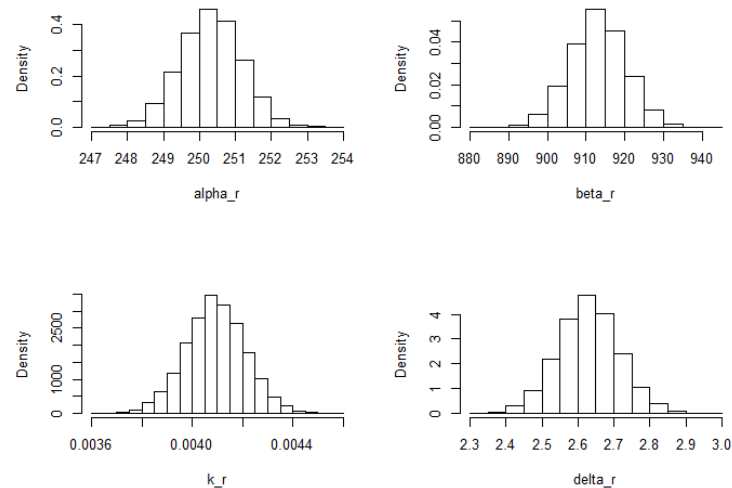 Density
0.0 0.2 0.4
247 248 249 250 251 252 253 254
alpha_r
Density
0.00 0.02 0.04
880 890 900 910 920 930 940
beta_r
Density
0 1000 2500
0.0036 0.0040 0.0044
k_r
Density
0 1 2 3 4
2.3 2.4 2.5 2.6 2.7 2.8 2.9 3.0
delta_r